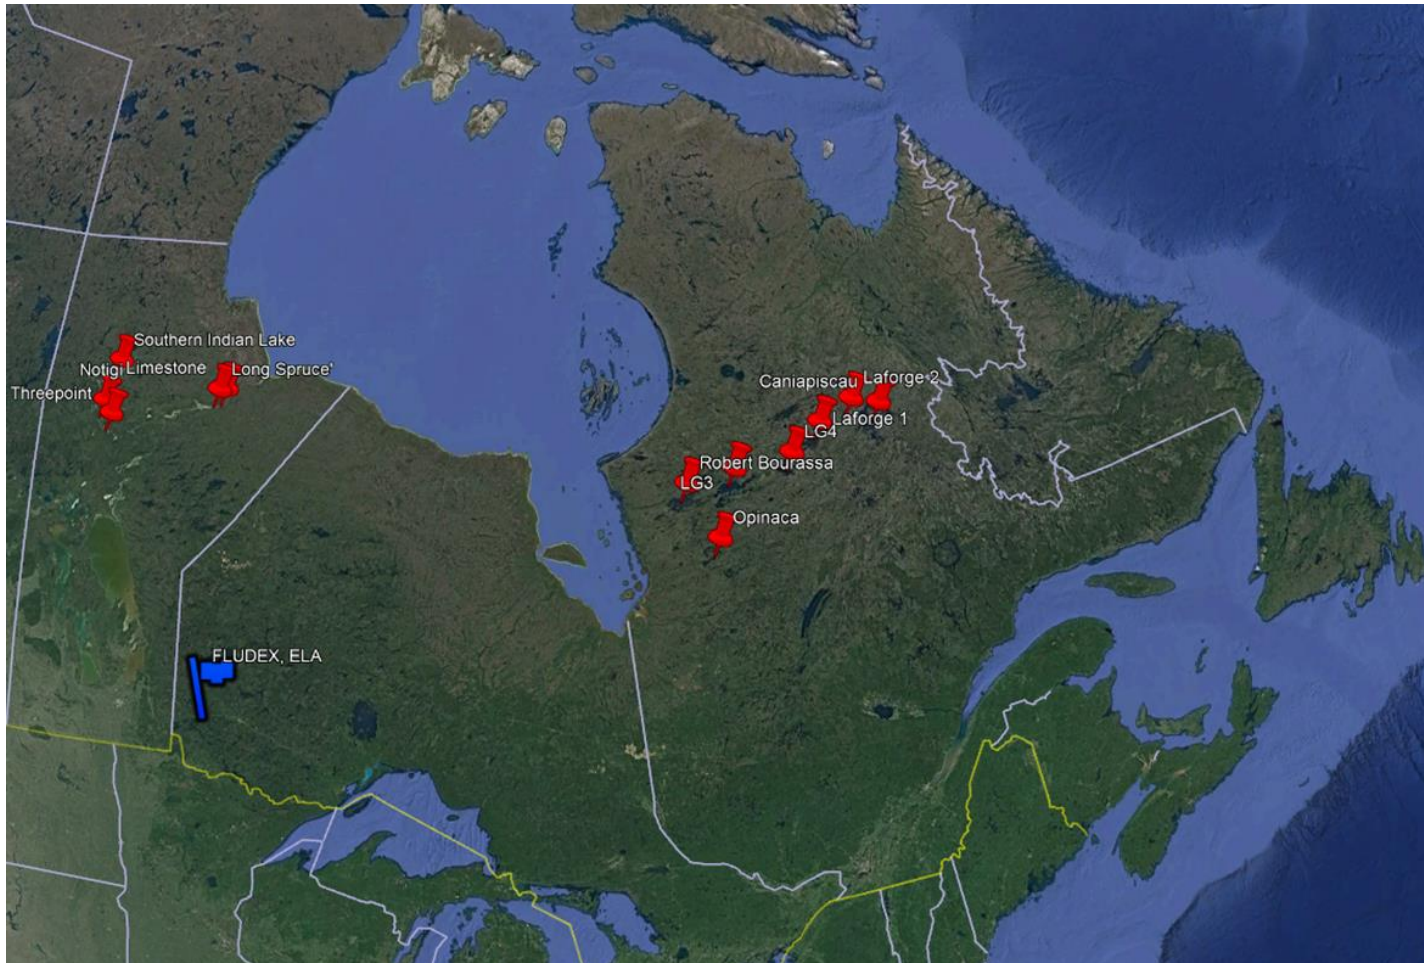 Southern Indian Lake
Notigi Limestone
Long Spruce'
Threepoint
Caniapiscau
Laforge 2
Laforge 1
LG4
Robert Bourassa
LG3
Opinaca
FLUDEX, ELA